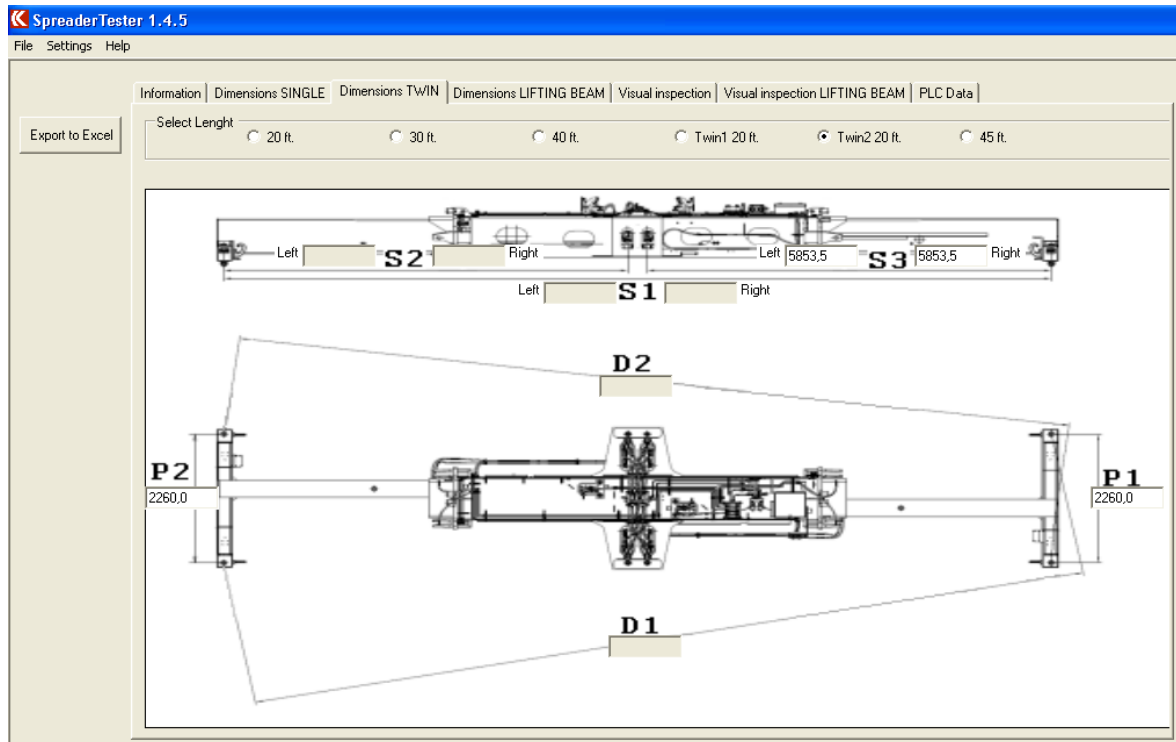 SpreaderTester 1.4.5
File Settings Help
Information Dimensions SINGLE Dimensions TWIN Dimensions LIFTING BEAM Visual inspection Visual inspection LIFTING BEAM PLC Data
Export to Excel
Select Lenght
20 ft. 30 ft. 40 ft. Twin1 20 ft. Twin2 20 ft. 45 ft.
Left = S2 = Right Left 5853,5 = S3 = 5853,5 Right
Left S1 Right
D2
P2 P1
2260,0 2260,0
D1